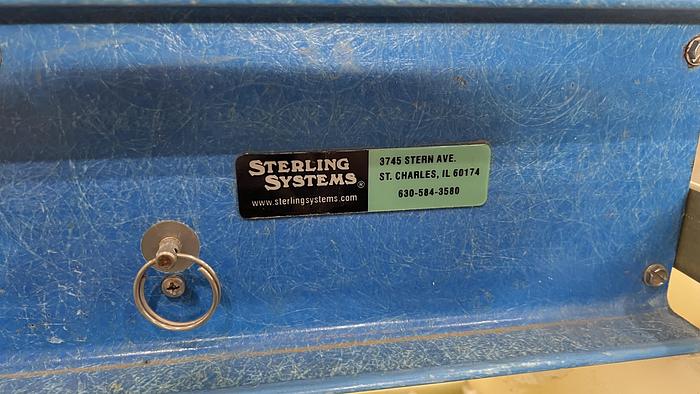 STERLING
SYSTEMS®
www.sterlingsystems.com
3745 STERN AVE.
ST. CHARLES, IL 60174
630-584-3580